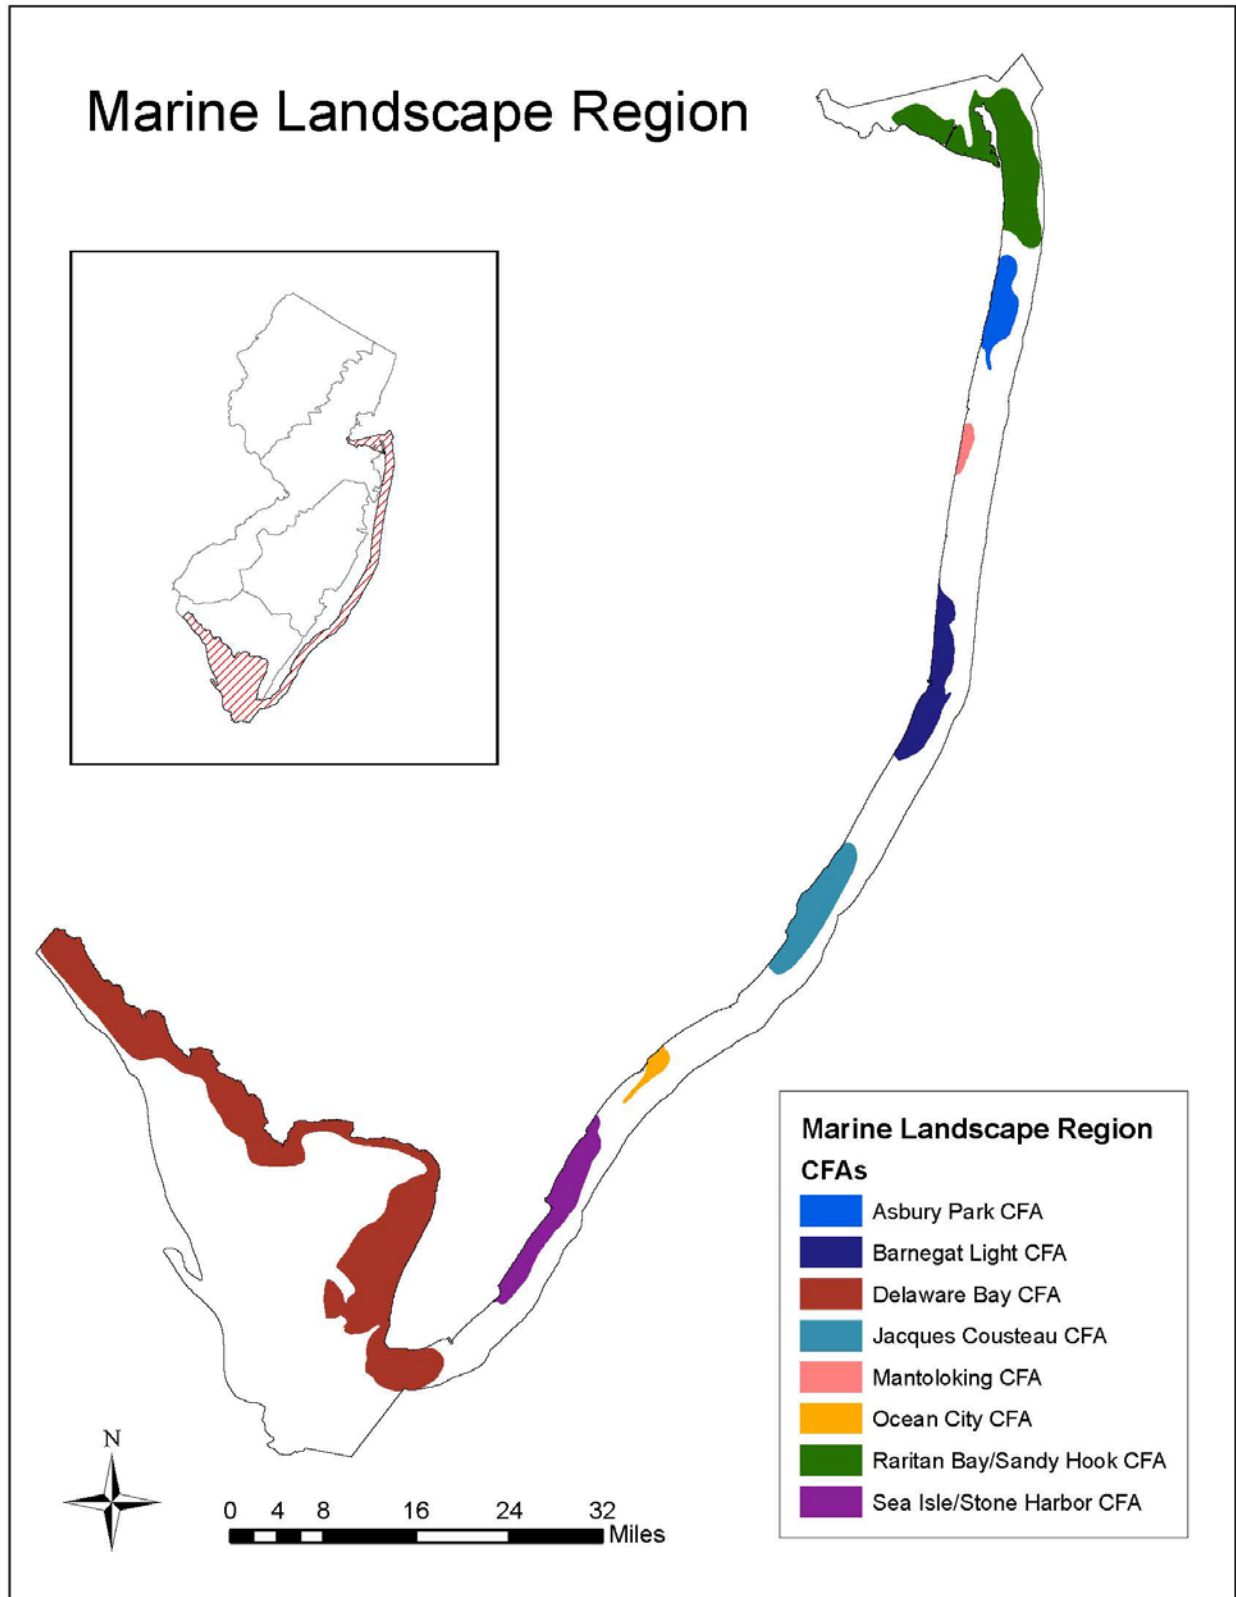 Marine Landscape Region
Marine Landscape Region
CFAs
Asbury Park CFA
Barnegat Light CFA
Delaware Bay CFA
Jacques Cousteau CFA
Mantoloking CFA
Ocean City CFA
Raritan Bay/Sandy Hook CFA
Sea Isle/Stone Harbor CFA
N
0 4 8 16 24 32
Miles